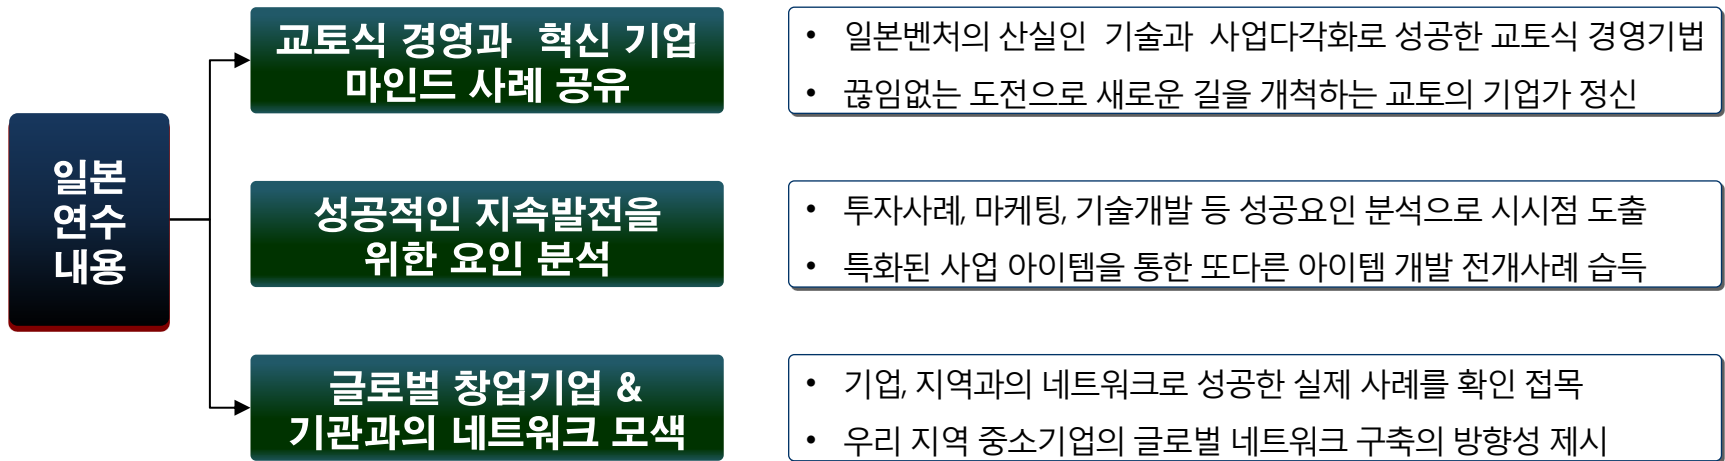 일본
연수
내용
교토식 경영과 혁신 기업
마인드 사례 공유
• 일본벤처의 산실인 기술과 사업다각화로 성공한 교토식 경영기법
• 끊임없는 도전으로 새로운 길을 개척하는 교토의 기업가 정신
성공적인 지속발전을
위한 요인 분석
• 투자사례, 마케팅, 기술개발 등 성공요인 분석으로 시시점 도출
• 특화된 사업 아이템을 통한 또다른 아이템 개발 전개사례 습득
글로벌 창업기업 &
기관과의 네트워크 모색
• 기업, 지역과의 네트워크로 성공한 실제 사례를 확인 접목
• 우리 지역 중소기업의 글로벌 네트워크 구축의 방향성 제시